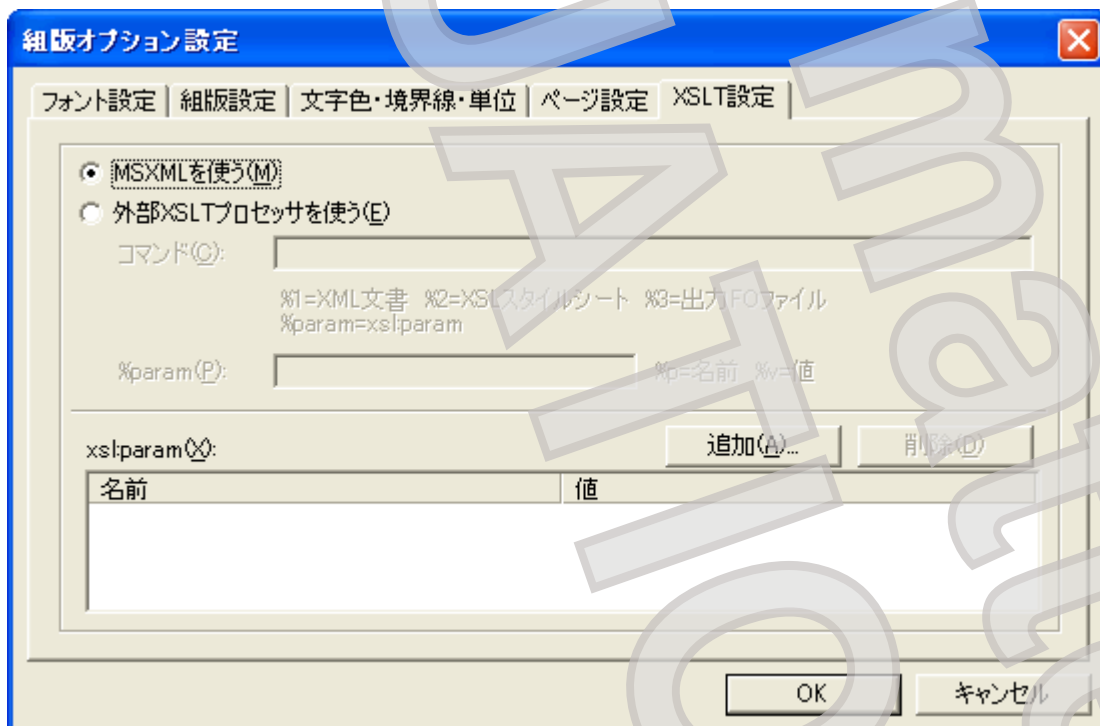 組版オプション設定
フォント設定 組版設定 文字色・境界線・単位 ページ設定 XSLT設定
MSXMLを使う(M)
外部XSLTプロセッサを使う(E)
コマンド(C):
%1=XML文書 %2=XSLスタイルシート %3=出力FOファイル
%param=xsl:param
%param(P): %p=名前 %v=値
xsl:param(X): 追加(A)... 削除(D)
名前 値
OK キャンセル